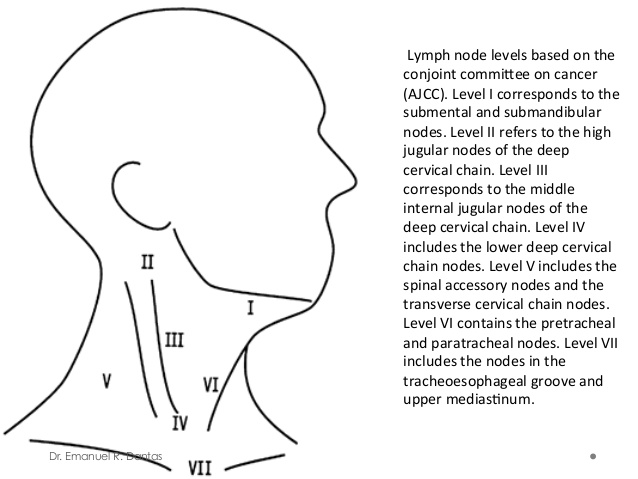 Lymph node levels based on the
conjoint committee on cancer
(AJCC). Level I corresponds to the
submental and submandibular
nodes. Level II refers to the high
jugular nodes of the deep
cervical chain. Level III
corresponds to the middle
internal jugular nodes of the
deep cervical chain. Level IV
includes the lower deep cervical
chain nodes. Level V includes the
spinal accessory nodes and the
transverse cervical chain nodes.
Level VI contains the pretracheal
and paratracheal nodes. Level VII
includes the nodes in the
tracheoesophageal groove and
upper mediastinum.
II
I
III
V
VI
IV
Dr. Emanuel R. Dantas
VII